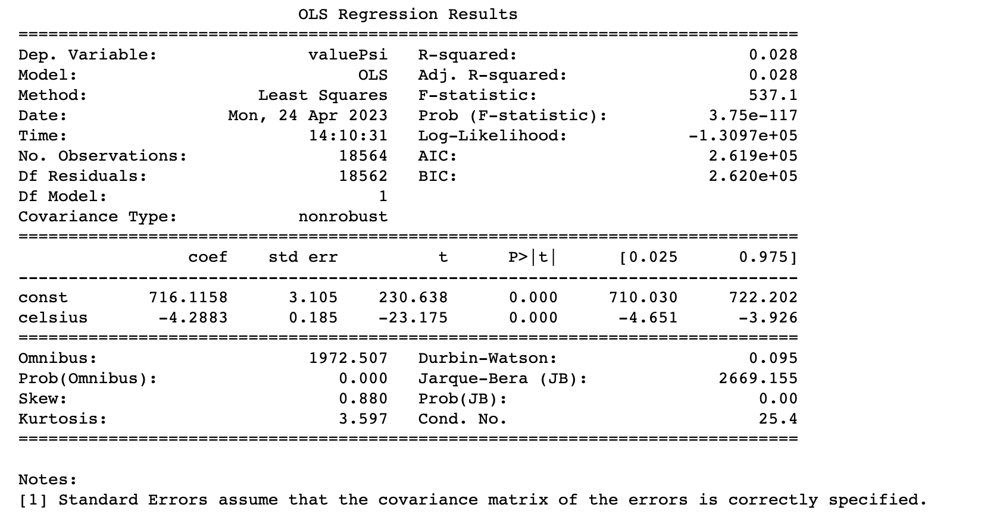 OLS Regression Results
==============================================================================
Dep. Variable:               valuePsi   R-squared:                       0.028
Model:                            OLS   Adj. R-squared:                  0.028
Method:                 Least Squares   F-statistic:                     537.1
Date:                Mon, 24 Apr 2023   Prob (F-statistic):          3.75e-117
Time:                        14:10:31   Log-Likelihood:            -1.3097e+05
No. Observations:               18564   AIC:                         2.619e+05
Df Residuals:                   18562   BIC:                         2.620e+05
Df Model:                           1
Covariance Type:            nonrobust
==============================================================================
                 coef    std err          t      P>|t|      [0.025      0.975]
------------------------------------------------------------------------------
const        716.1158      3.105    230.638      0.000     710.030     722.202
celsius       -4.2883      0.185    -23.175      0.000      -4.651      -3.926
==============================================================================
Omnibus:                     1972.507   Durbin-Watson:                   0.095
Prob(Omnibus):                  0.000   Jarque-Bera (JB):             2669.155
Skew:                           0.880   Prob(JB):                         0.00
Kurtosis:                       3.597   Cond. No.                         25.4
==============================================================================
Notes:
[1] Standard Errors assume that the covariance matrix of the errors is correctly specified.